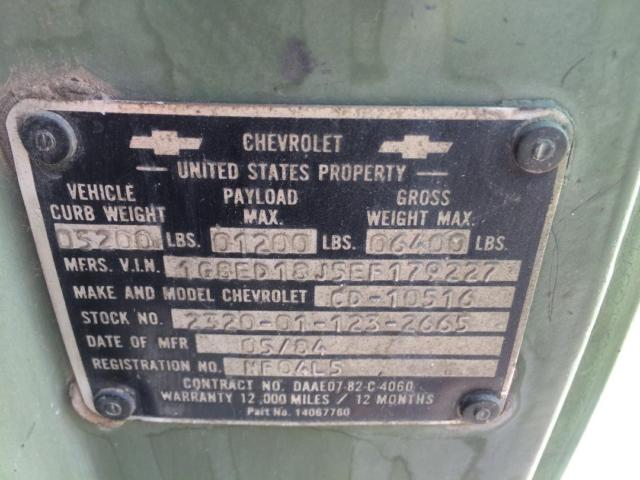 CHEVROLET
— UNITED STATES PROPERTY —
VEHICLE CURB WEIGHT 05200 LBS. PAYLOAD MAX. 01200 LBS. GROSS WEIGHT MAX. 06400 LBS.
MFRS. V.I.N. 1G8ED18J5EF179227
MAKE AND MODEL CHEVROLET CD-10516
STOCK NO. 2320-01-123-2665
DATE OF MFR 05/84
REGISTRATION NO. NF04L5
CONTRACT NO. DAAE07-82-C-4060
WARRANTY 12,000 MILES / 12 MONTHS
Part No. 14067760